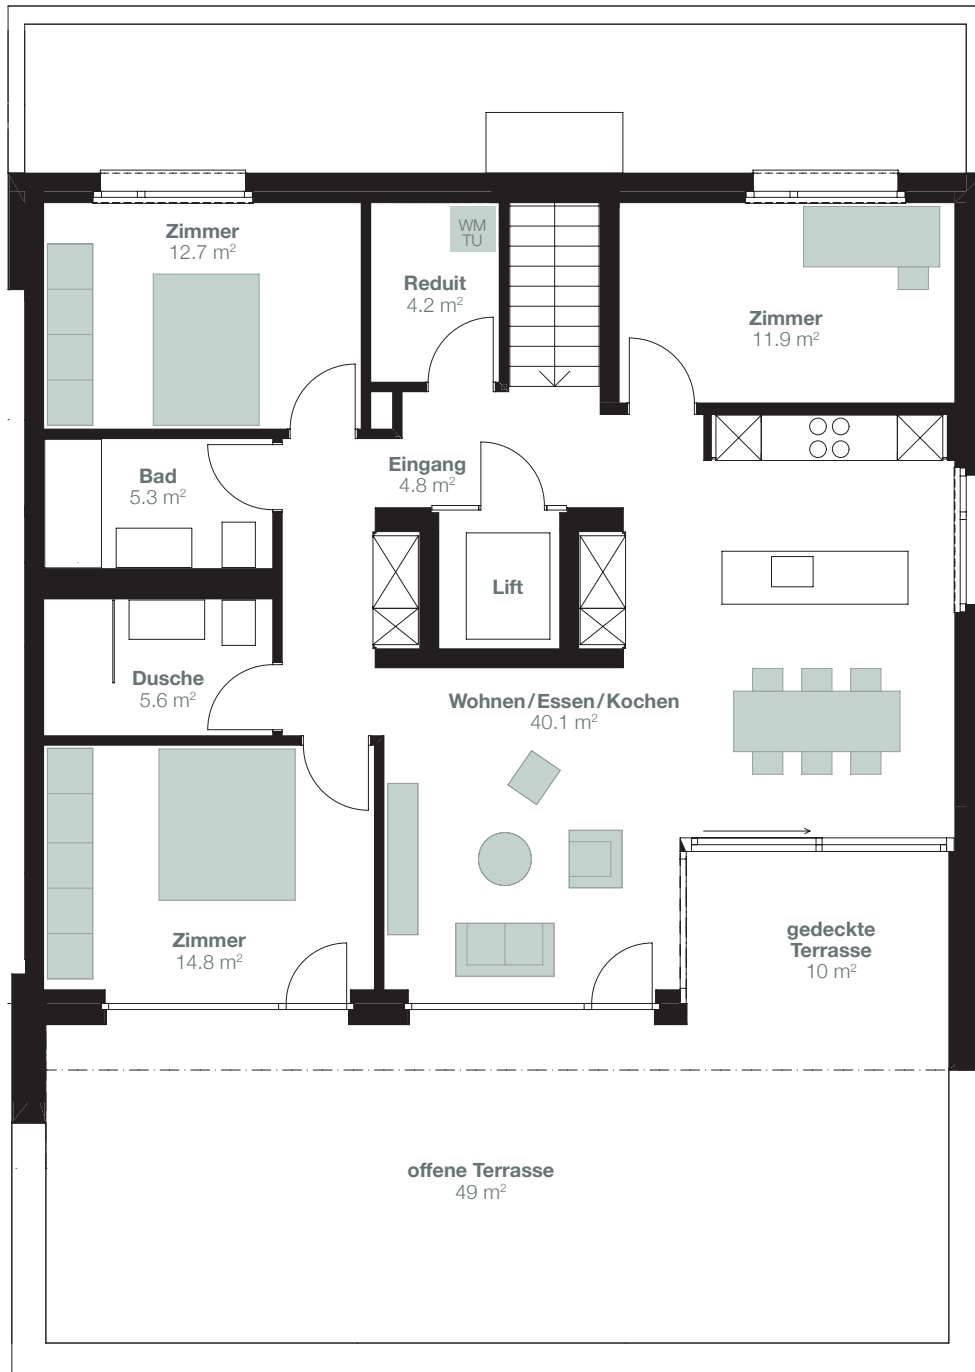 Zimmer
12.7 m²
WM
TU
Reduit
4.2 m²
Zimmer
11.9 m²
Eingang
4.8 m²
Bad
5.3 m²
Lift
Dusche
5.6 m²
Wohnen/Essen/Kochen
40.1 m²
Zimmer
14.8 m²
gedeckte
Terrasse
10 m²
offene Terrasse
49 m²